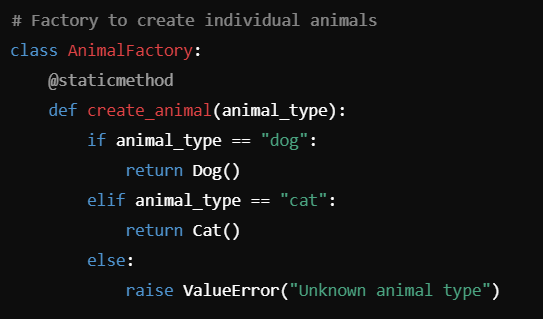 # Factory to create individual animals
class AnimalFactory:
    @staticmethod
    def create_animal(animal_type):
        if animal_type == "dog":
            return Dog()
        elif animal_type == "cat":
            return Cat()
        else:
            raise ValueError("Unknown animal type")